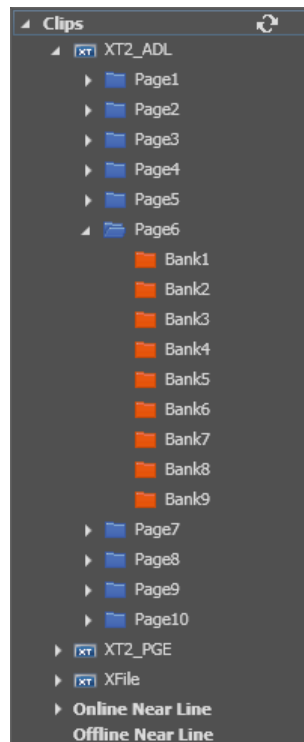 Clips
XT XT2_ADL
Page1
Page2
Page3
Page4
Page5
Page6
Bank1
Bank2
Bank3
Bank4
Bank5
Bank6
Bank7
Bank8
Bank9
Page7
Page8
Page9
Page10
XT XT2_PGE
XT XFile
Online Near Line
Offline Near Line